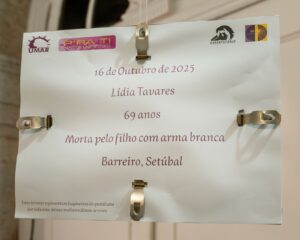 UMAR
16 de Outubro de 2025
Lídia Tavares
69 anos
Morta pelo filho com arma branca
Barreiro, Setúbal